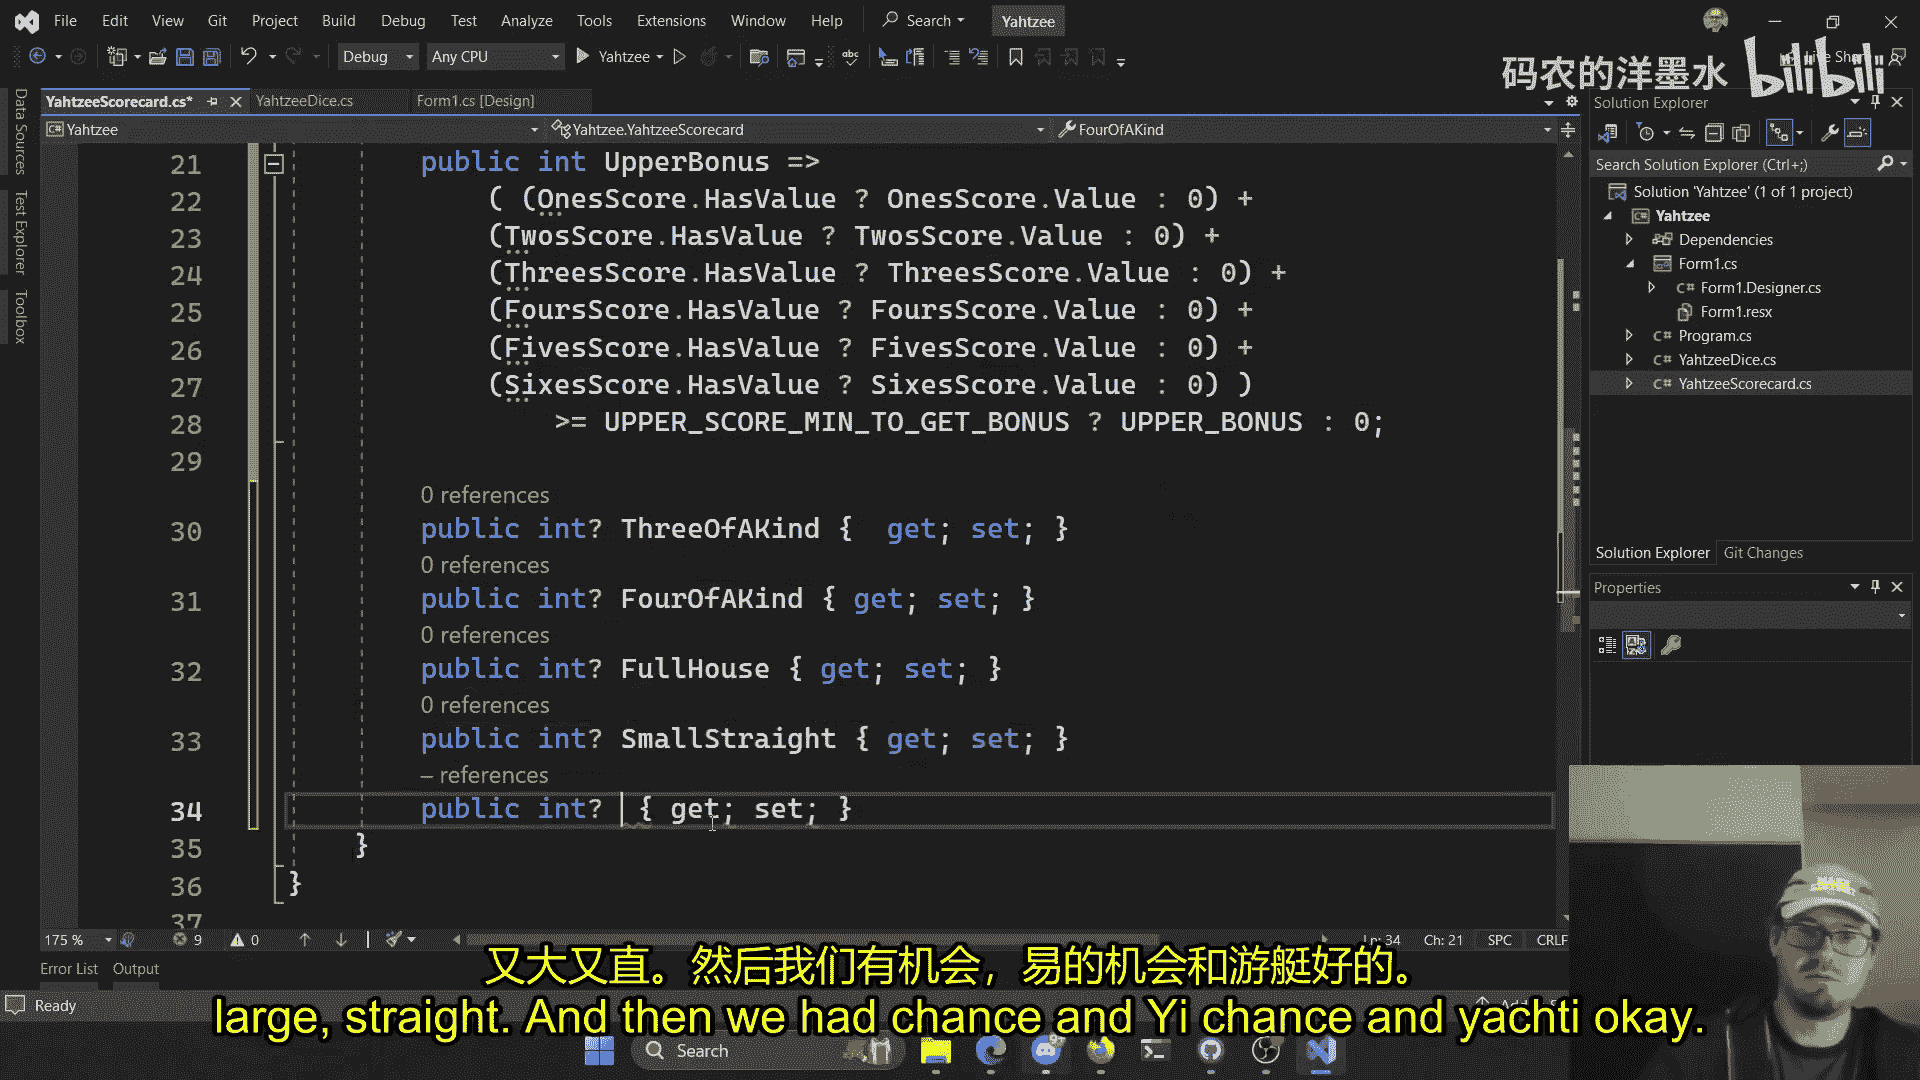 File Edit View Git Project Build Debug Test Analyze Tools Extensions Window Help Search Yahtzee
Debug Any CPU Yahtzee
码农的洋墨水 bilibili
YahtzeeScorecard.cs* YahtzeeDice.cs Form1.cs [Design]
Yahtzee Yahtzee.YahtzeeScorecard FourOfAKind
21 public int UpperBonus =>
22 ( (OnesScore.HasValue ? OnesScore.Value : 0) +
23 (TwosScore.HasValue ? TwosScore.Value : 0) +
24 (ThreesScore.HasValue ? ThreesScore.Value : 0) +
25 (FoursScore.HasValue ? FoursScore.Value : 0) +
26 (FivesScore.HasValue ? FivesScore.Value : 0) +
27 (SixesScore.HasValue ? SixesScore.Value : 0) )
28 >= UPPER_SCORE_MIN_TO_GET_BONUS ? UPPER_BONUS : 0;
29
0 references
30 public int? ThreeOfAKind { get; set; }
0 references
31 public int? FourOfAKind { get; set; }
0 references
32 public int? FullHouse { get; set; }
0 references
33 public int? SmallStraight { get; set; }
– references
34 public int? { get; set; }
35 }
36 }
37
175 % 9 0 Ln: 34 Ch: 21 SPC CRLF
Error List Output
Ready
Data Sources
Test Explorer
Toolbox
Solution Explorer
Search Solution Explorer (Ctrl+;)
Solution 'Yahtzee' (1 of 1 project)
Yahtzee
Dependencies
Form1.cs
Form1.Designer.cs
Form1.resx
Program.cs
YahtzeeDice.cs
YahtzeeScorecard.cs
Solution Explorer Git Changes
Properties
又大又直。然后我们有机会，易的机会和游艇好的。
large, straight. And then we had chance and Yi chance and yachti okay.
Search